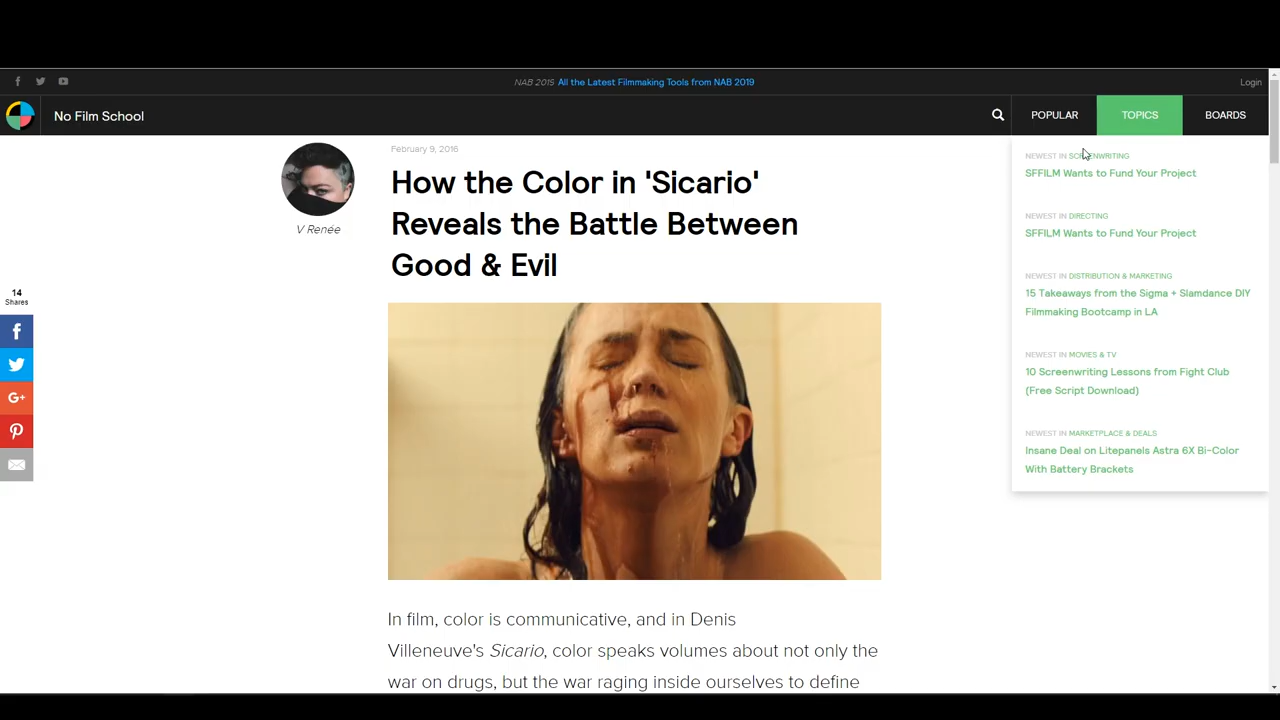 NAB 2015 All the Latest Filmmaking Tools from NAB 2019
Login
No Film School
POPULAR
TOPICS
BOARDS
February 9, 2016
How the Color in 'Sicario'
Reveals the Battle Between
Good & Evil
V Renée
14
Shares
G+
In film, color is communicative, and in Denis
Villeneuve's Sicario, color speaks volumes about not only the
war on drugs, but the war raging inside ourselves to define
NEWEST IN SCREENWRITING
SFFILM Wants to Fund Your Project
NEWEST IN DIRECTING
SFFILM Wants to Fund Your Project
NEWEST IN DISTRIBUTION & MARKETING
15 Takeaways from the Sigma + Slamdance DIY
Filmmaking Bootcamp in LA
NEWEST IN MOVIES & TV
10 Screenwriting Lessons from Fight Club
(Free Script Download)
NEWEST IN MARKETPLACE & DEALS
Insane Deal on Litepanels Astra 6X Bi-Color
With Battery Brackets